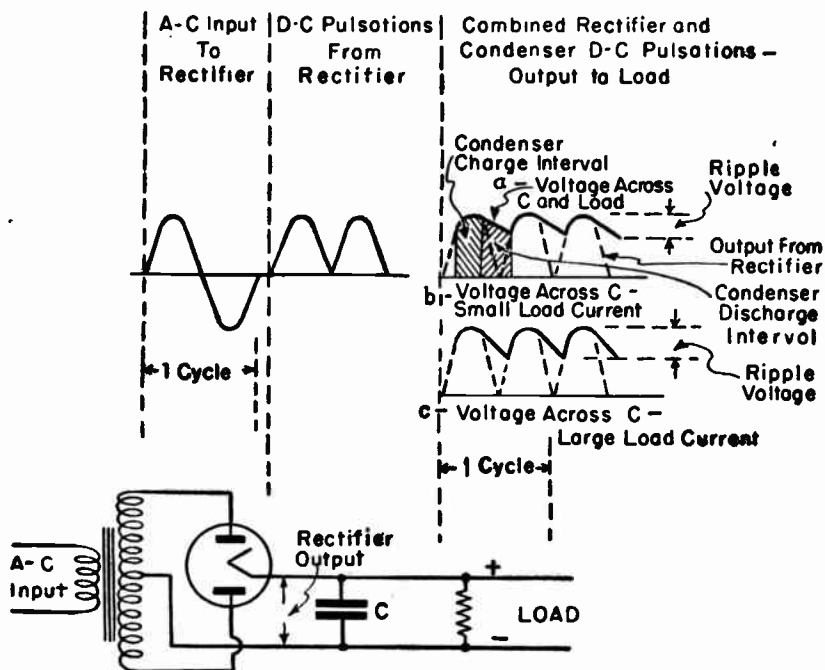 A-C Input
To
Rectifier
D-C Pulsations
From
Rectifier
Combined Rectifier and
Condenser D-C Pulsations –
Output to Load
Condenser
Charge Interval
a – Voltage Across
C and Load
Ripple
Voltage
Output From
Rectifier
b – Voltage Across C –
Small Load Current
Condenser
Discharge
Interval
1 Cycle
Ripple
Voltage
c – Voltage Across C –
Large Load Current
1 Cycle
A-C
Input
Rectifier
Output
C
+
LOAD
–